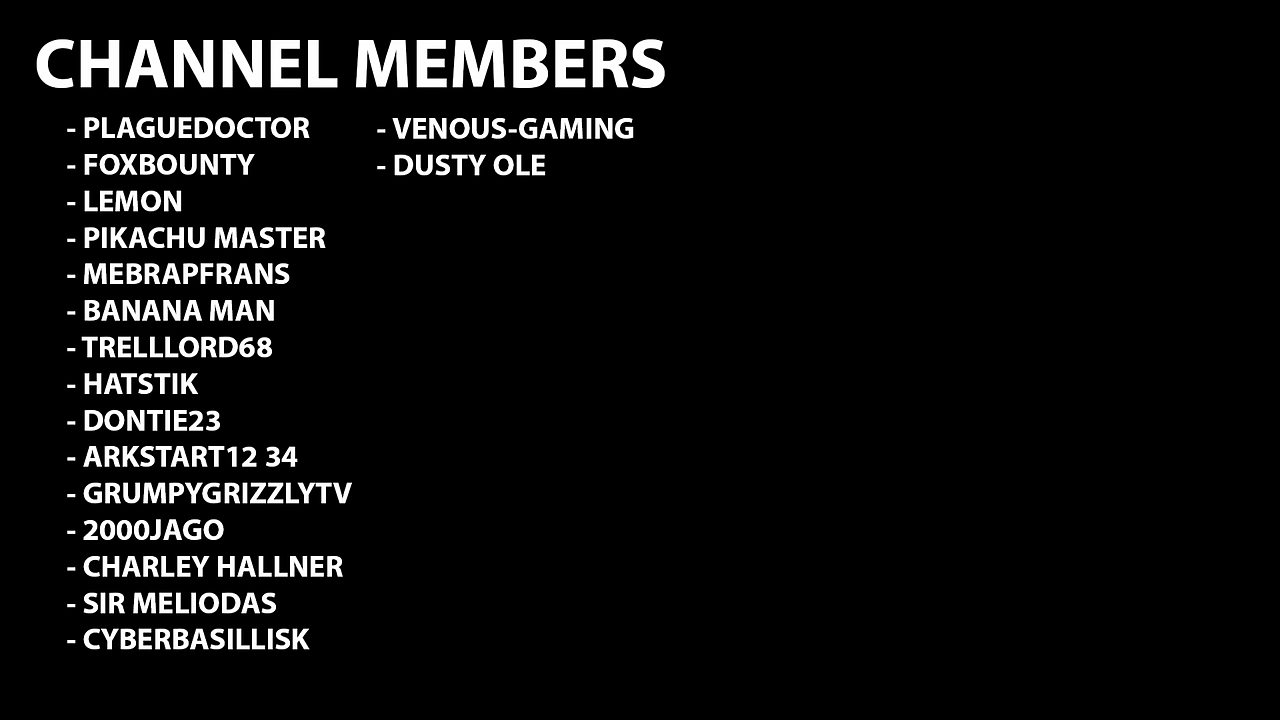 CHANNEL MEMBERS
- PLAGUEDOCTOR
- FOXBOUNTY
- LEMON
- PIKACHU MASTER
- MEBRAPFRANS
- BANANA MAN
- TRELLLORD68
- HATSTIK
- DONTIE23
- ARKSTART12 34
- GRUMPYGRIZZLYTV
- 2000JAGO
- CHARLEY HALLNER
- SIR MELIODAS
- CYBERBASILLISK
- VENOUS-GAMING
- DUSTY OLE